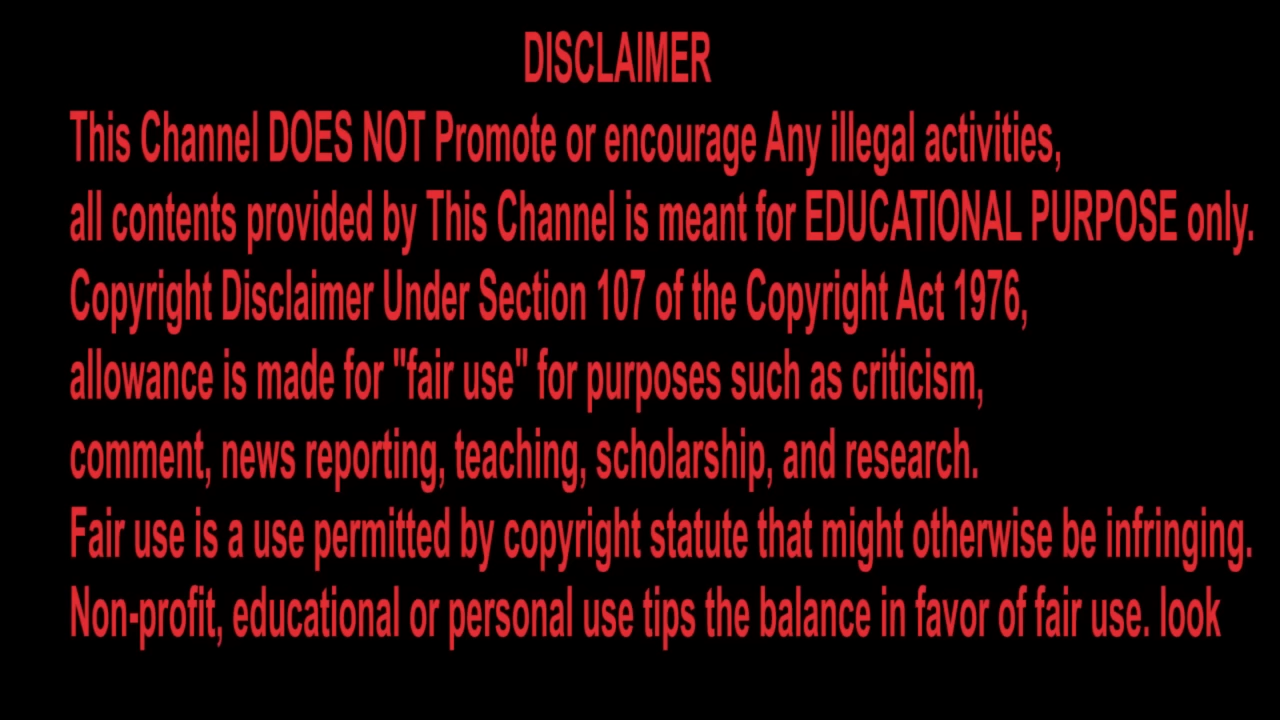 DISCLAIMER
This Channel DOES NOT Promote or encourage Any illegal activities,
all contents provided by This Channel is meant for EDUCATIONAL PURPOSE only.
Copyright Disclaimer Under Section 107 of the Copyright Act 1976,
allowance is made for "fair use" for purposes such as criticism,
comment, news reporting, teaching, scholarship, and research.
Fair use is a use permitted by copyright statute that might otherwise be infringing.
Non-profit, educational or personal use tips the balance in favor of fair use. look